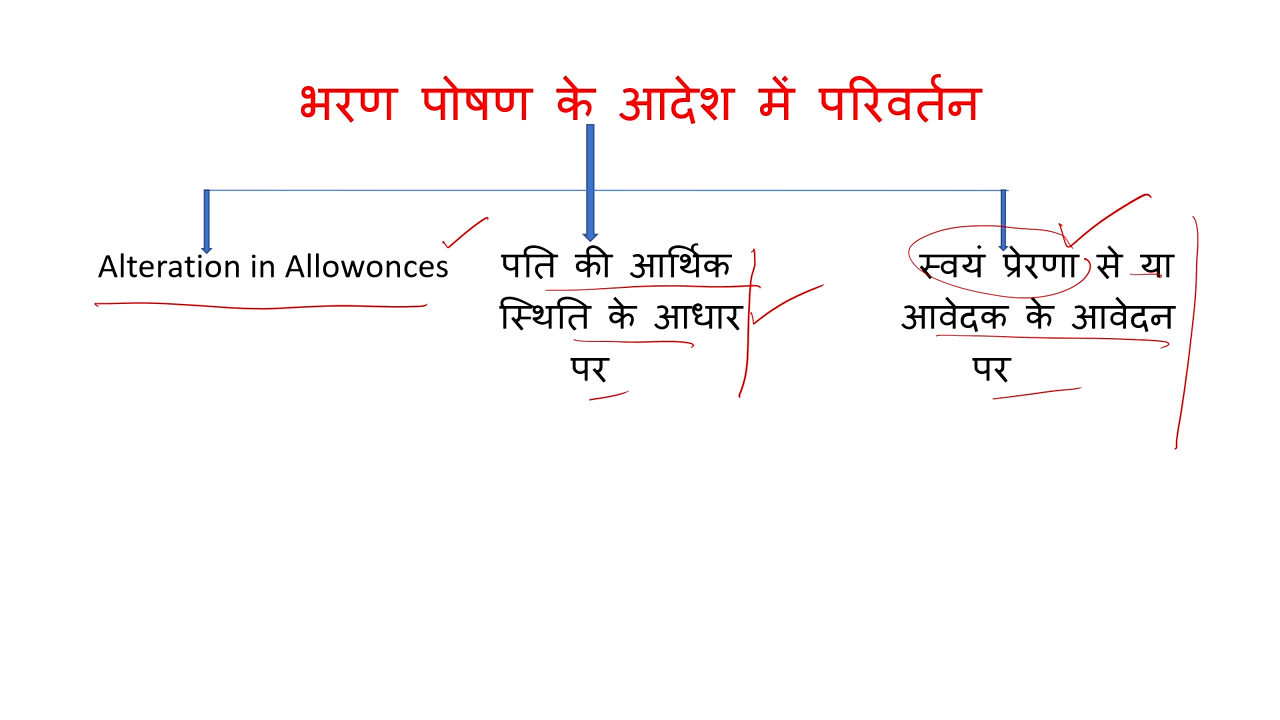 भरण पोषण के आदेश में परिवर्तन
Alteration in Allowonces
पति की आर्थिक
स्थिति के आधार
पर
स्वयं प्रेरणा से या
आवेदक के आवेदन
पर